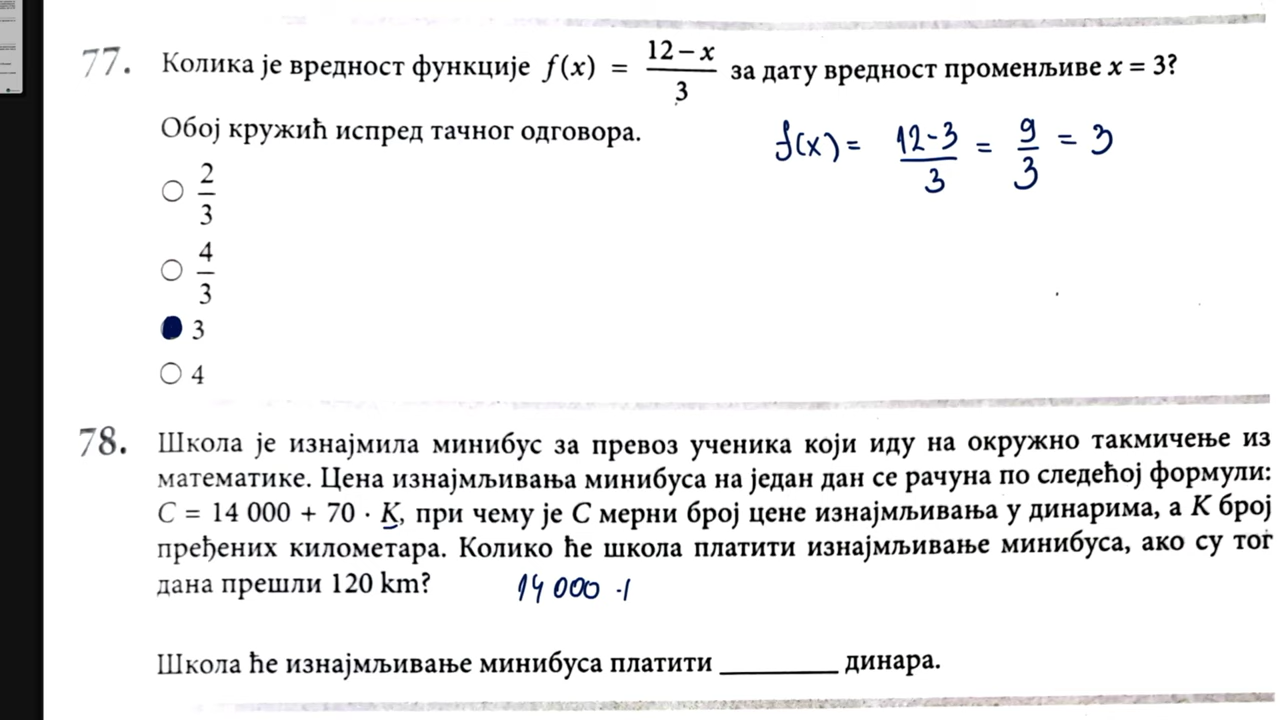 77. Колика је вредност функције f(x) = (12 − x)/3 за дату вредност променљиве x = 3?
Обој кружић испред тачног одговора.
f(x) = (12-3)/3 = 9/3 = 3
○ 2/3
○ 4/3
● 3
○ 4
78. Школа је изнајмила минибус за превоз ученика који иду на окружно такмичење из
математике. Цена изнајмљивања минибуса на један дан се рачуна по следећој формули:
C = 14 000 + 70 · K, при чему је C мерни број цене изнајмљивања у динарима, а K број
пређених километара. Колико ће школа платити изнајмљивање минибуса, ако су тог
дана прешли 120 km? 14 000
Школа ће изнајмљивање минибуса платити ________ динара.